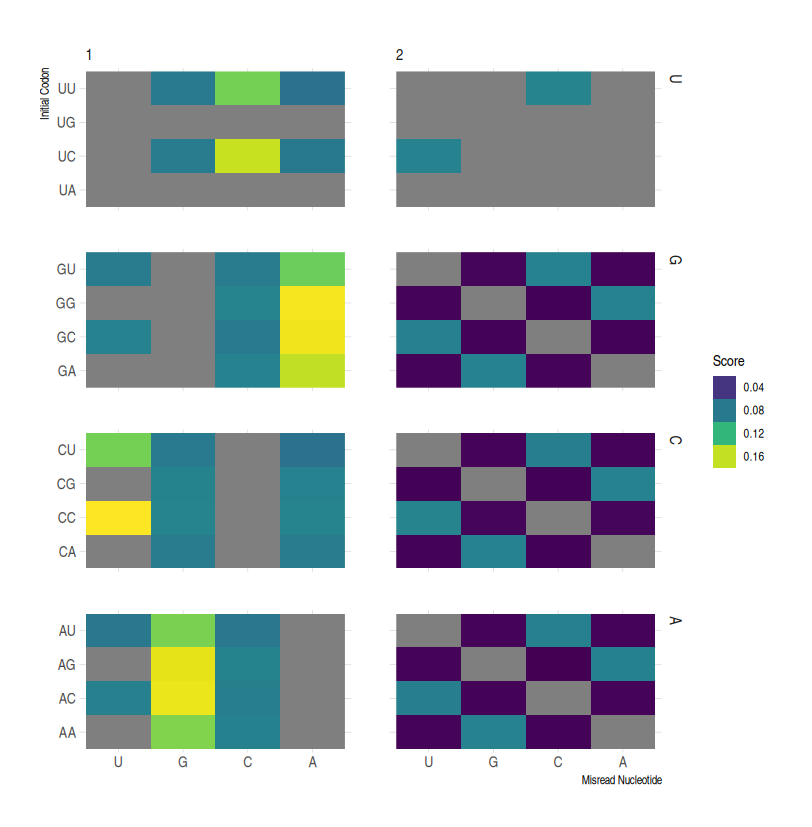 1 2
Initial Codon
UU
UG
UC
UA
U
GU
GG
GC
GA
G
CU
CG
CC
CA
C
AU
AG
AC
AA
A
U G C A U G C A
Misread Nucleotide
Score
0.04
0.08
0.12
0.16